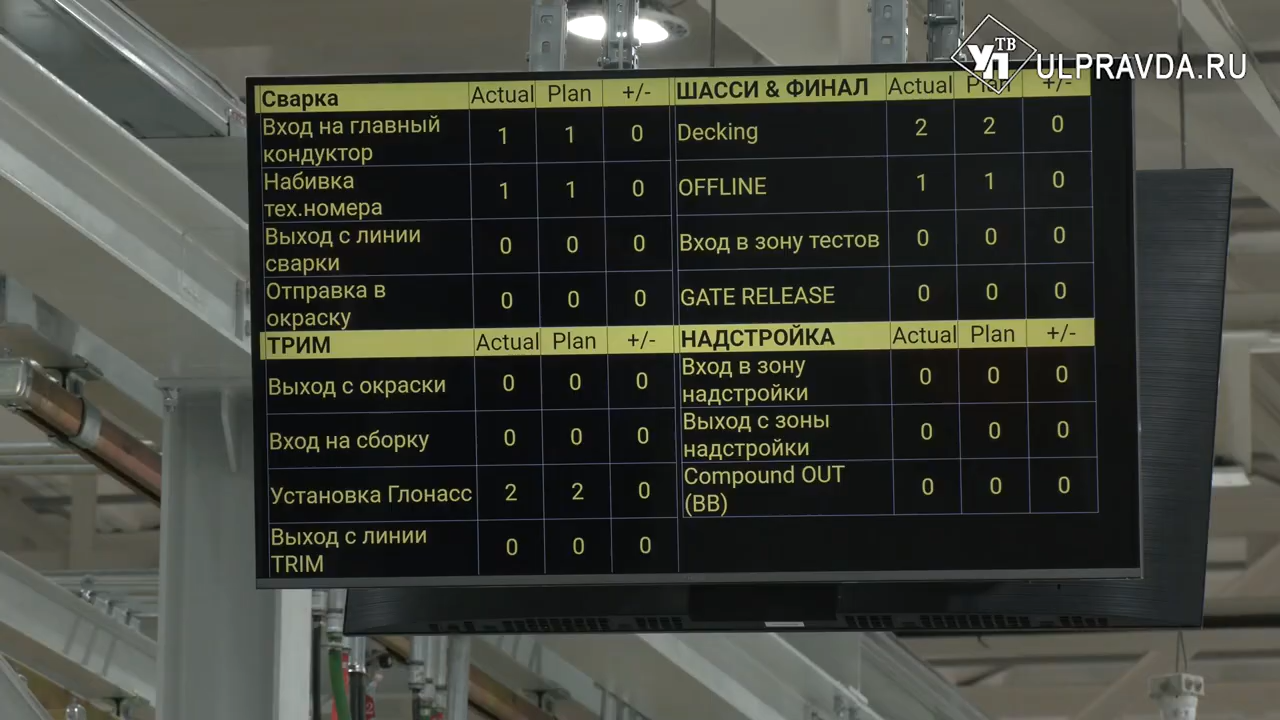 УП ТВ ULPRAVDA.RU
Сварка Actual Plan +/-
Вход на главный
кондуктор 1 1 0
Набивка
тех.номера 1 1 0
Выход с линии
сварки 0 0 0
Отправка в
окраску 0 0 0
ТРИМ Actual Plan +/-
Выход с окраски 0 0 0
Вход на сборку 0 0 0
Установка Глонасс 2 2 0
Выход с линии
TRIM 0 0 0
ШАССИ & ФИНАЛ Actual Plan +/-
Decking 2 2 0
OFFLINE 1 1 0
Вход в зону тестов 0 0 0
GATE RELEASE 0 0 0
НАДСТРОЙКА Actual Plan +/-
Вход в зону
надстройки 0 0 0
Выход с зоны
надстройки 0 0 0
Compound OUT
(BB) 0 0 0